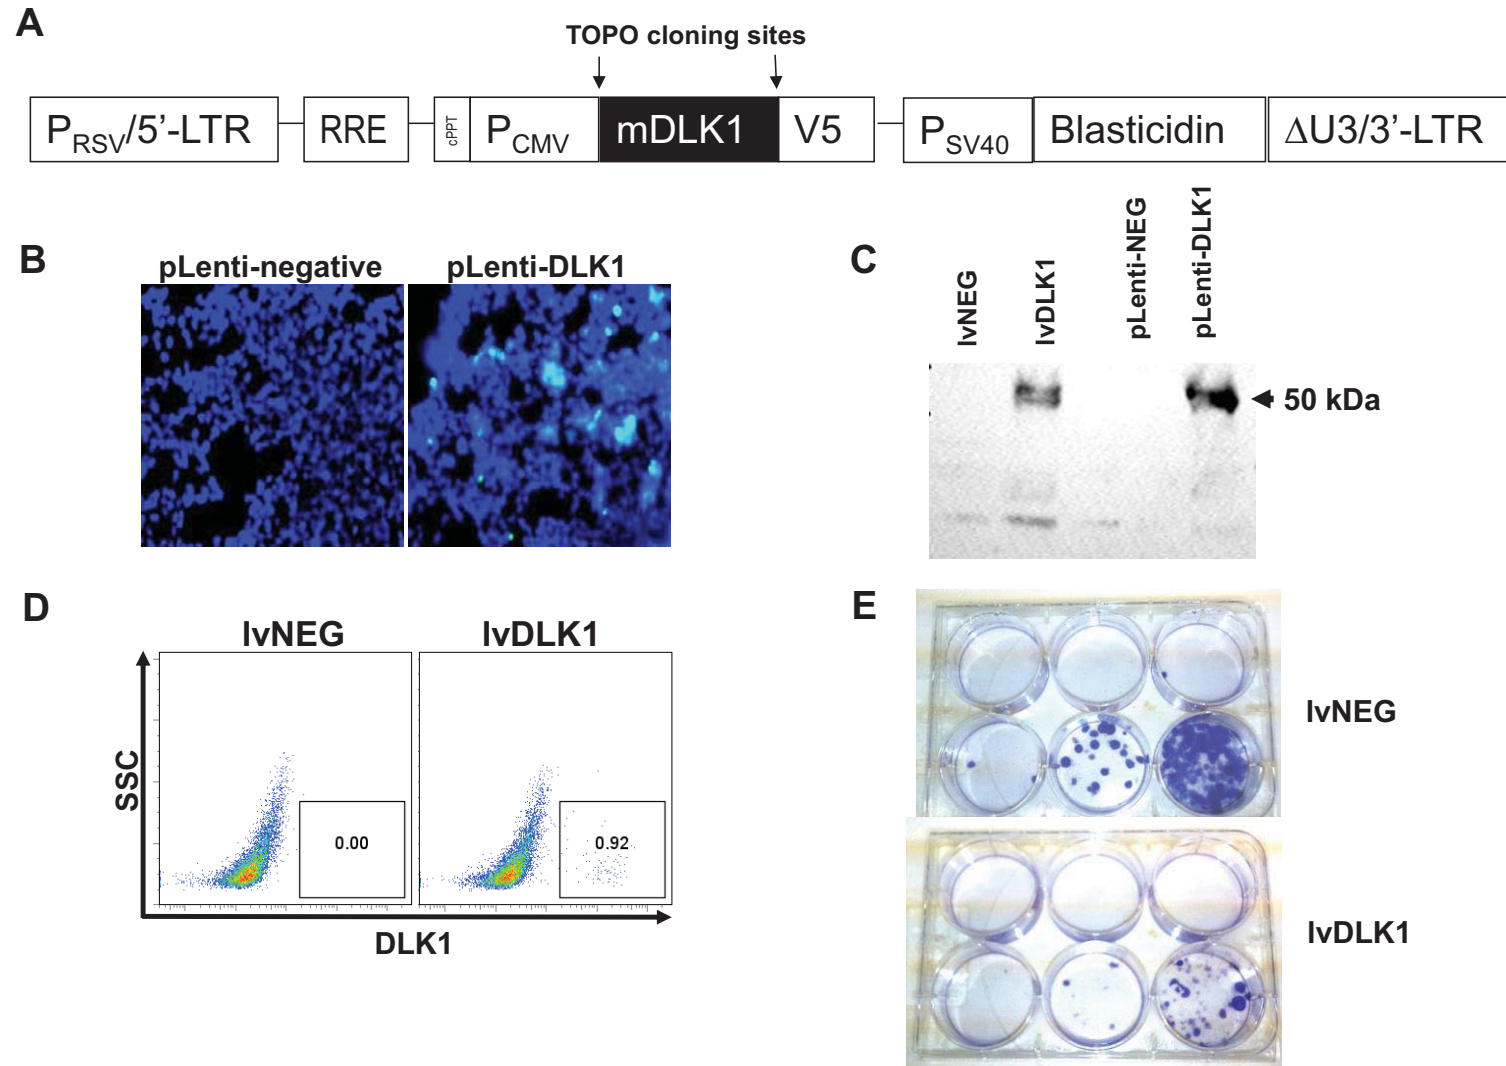 A
TOPO cloning sites
PRSV/5'-LTR RRE cPPT PCMV mDLK1 V5 PSV40 Blasticidin ΔU3/3'-LTR
B
pLenti-negative pLenti-DLK1
C
lvNEG
lvDLK1
pLenti-NEG
pLenti-DLK1
50 kDa
D
lvNEG lvDLK1
SSC
0.00 0.92
DLK1
E
lvNEG
lvDLK1